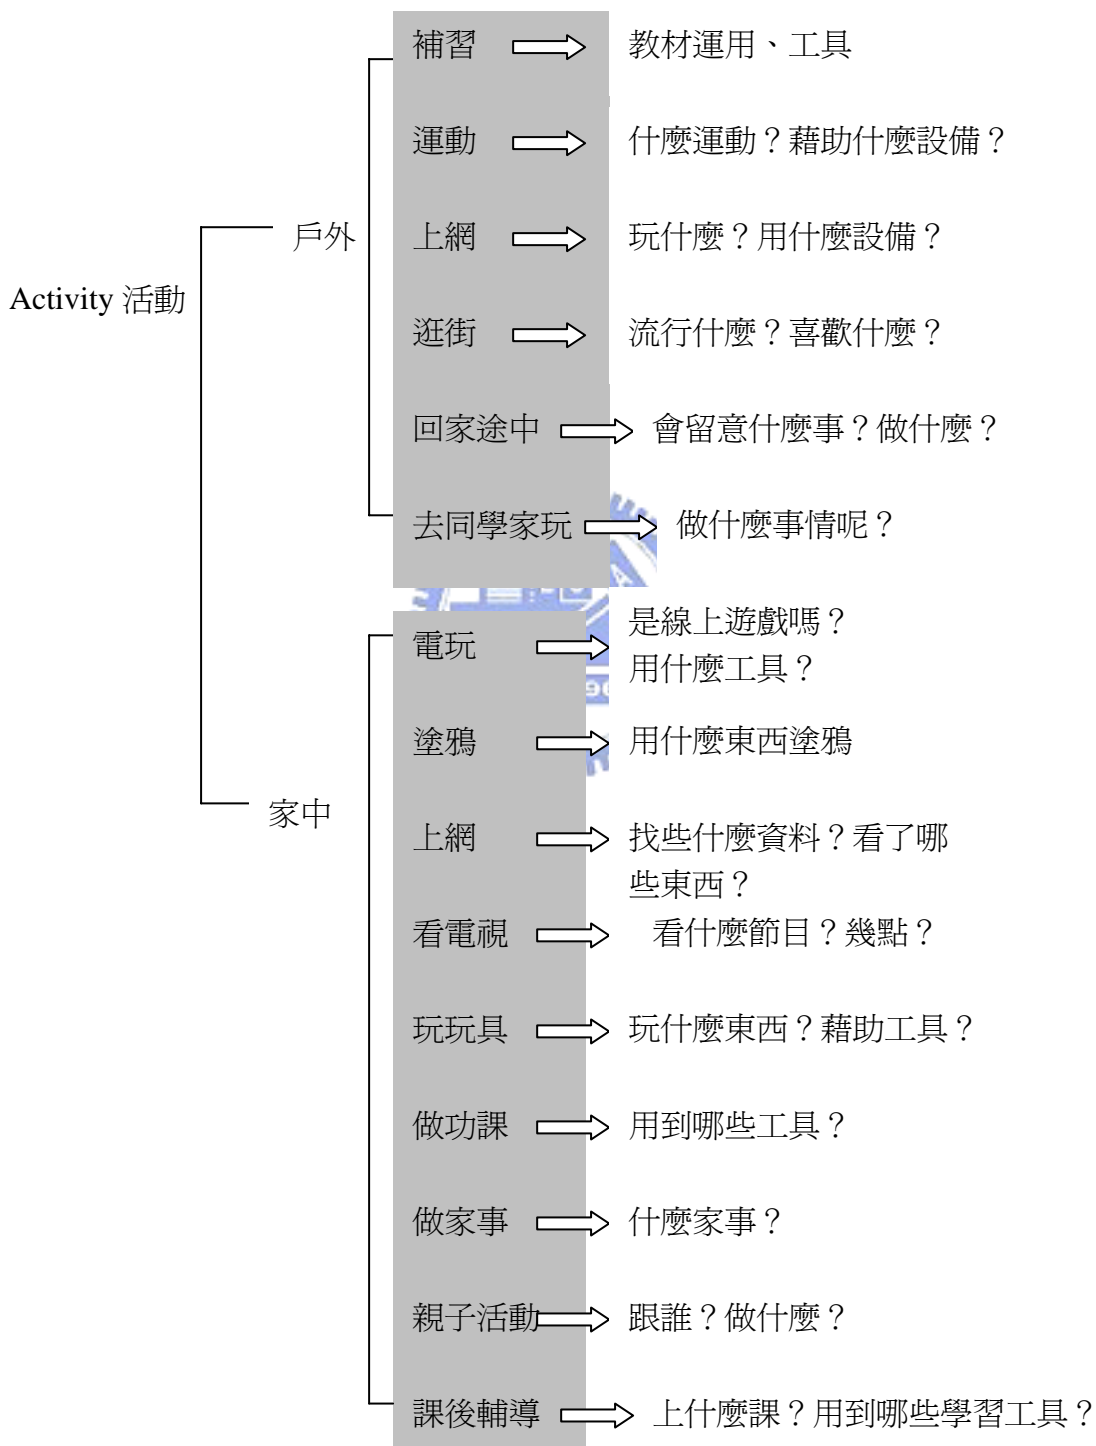 補習 教材運用、工具
運動 什麼運動？藉助什麼設備？
戶外
上網 玩什麼？用什麼設備？
Activity 活動
逛街 流行什麼？喜歡什麼？
回家途中 會留意什麼事？做什麼？
去同學家玩 做什麼事情呢？
電玩 是線上遊戲嗎？
用什麼工具？
塗鴉 用什麼東西塗鴉
家中
上網 找些什麼資料？看了哪
些東西？
看電視 看什麼節目？幾點？
玩玩具 玩什麼東西？藉助工具？
做功課 用到哪些工具？
做家事 什麼家事？
親子活動 跟誰？做什麼？
課後輔導 上什麼課？用到哪些學習工具？